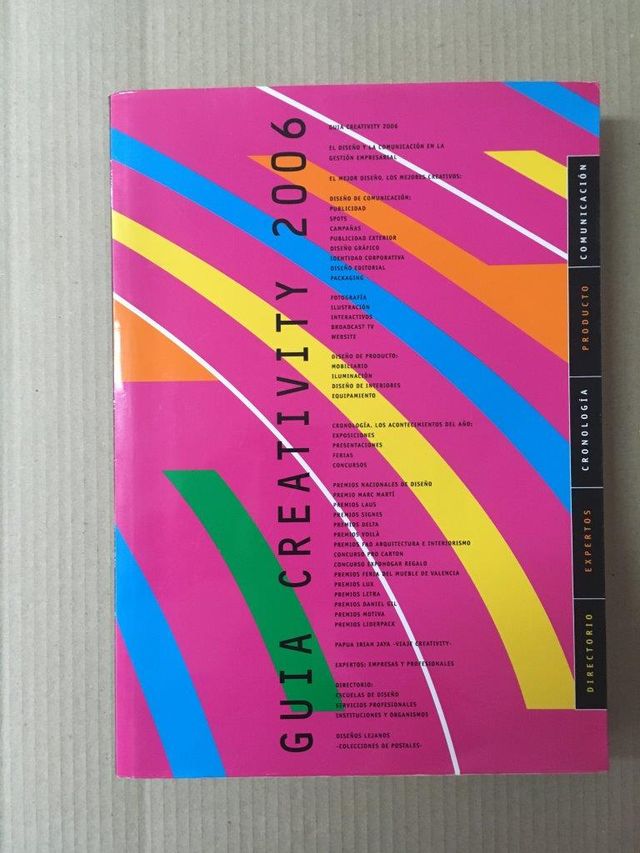 GUIA CREATIVITY 2006
GUIA CREATIVITY 2006
EL DISEÑO Y LA COMUNICACIÓN EN LA
GESTIÓN EMPRESARIAL
EL MEJOR DISEÑO, LOS MEJORES CREATIVOS:
DISEÑO DE COMUNICACIÓN:
PUBLICIDAD
SPOTS
CAMPAÑAS
PUBLICIDAD EXTERIOR
DISEÑO GRÁFICO
IDENTIDAD CORPORATIVA
DISEÑO EDITORIAL
PACKAGING
FOTOGRAFÍA
ILUSTRACIÓN
INTERACTIVOS
BROADCAST TV
WEBSITE
DISEÑO DE PRODUCTO:
MOBILIARIO
ILUMINACIÓN
DISEÑO DE INTERIORES
EQUIPAMIENTO
CRONOLOGÍA. LOS ACONTECIMIENTOS DEL AÑO:
EXPOSICIONES
PRESENTACIONES
FERIAS
CONCURSOS
PREMIOS NACIONALES DE DISEÑO
PREMIO MARC MARTÍ
PREMIOS LAUS
PREMIOS SIGNES
PREMIOS DELTA
PREMIOS VOILÀ
PREMIOS FAD ARQUITECTURA E INTERIORISMO
CONCURSO PRO CARTON
CONCURSO EXPOHOGAR REGALO
PREMIOS FERIA DEL MUEBLE DE VALENCIA
PREMIOS LUX
PREMIOS LETRA
PREMIOS DANIEL GIL
PREMIOS MOTIVA
PREMIOS LIDERPACK
PAPUA IRIAN JAYA -VIAJE CREATIVITY-
EXPERTOS: EMPRESAS Y PROFESIONALES
DIRECTORIO:
ESCUELAS DE DISEÑO
SERVICIOS PROFESIONALES
INSTITUCIONES Y ORGANISMOS
DISEÑOS LEJANOS
-COLECCIONES DE POSTALES-
COMUNICACIÓN
PRODUCTO
CRONOLOGÍA
EXPERTOS
DIRECTORIO